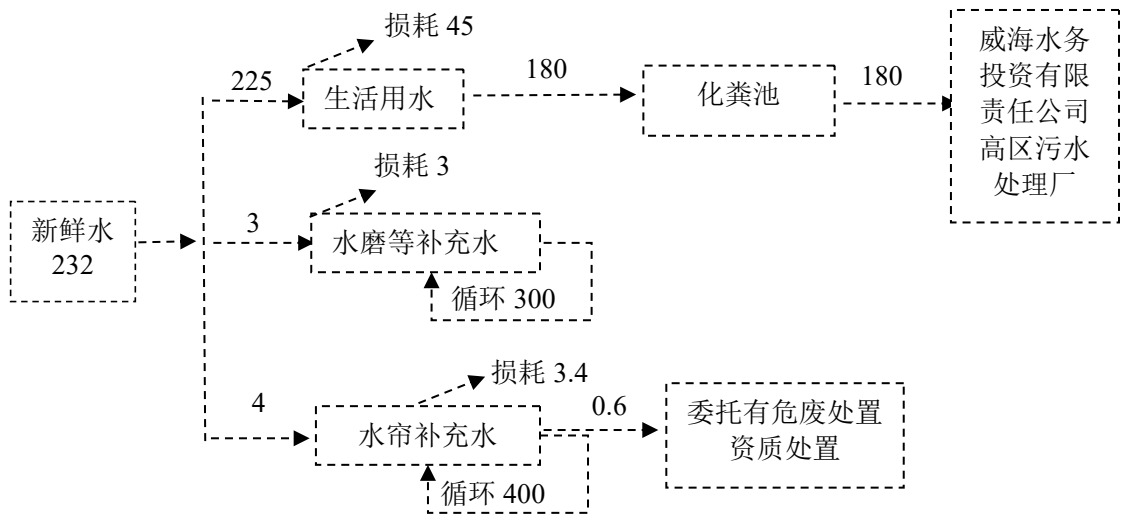 损耗 45
225
生活用水
180
化粪池
180
威海水务
投资有限
责任公司
高区污水
处理厂
新鲜水
232
损耗 3
3
水磨等补充水
循环 300
损耗 3.4
4
水帘补充水
0.6
循环 400
委托有危废处置
资质处置